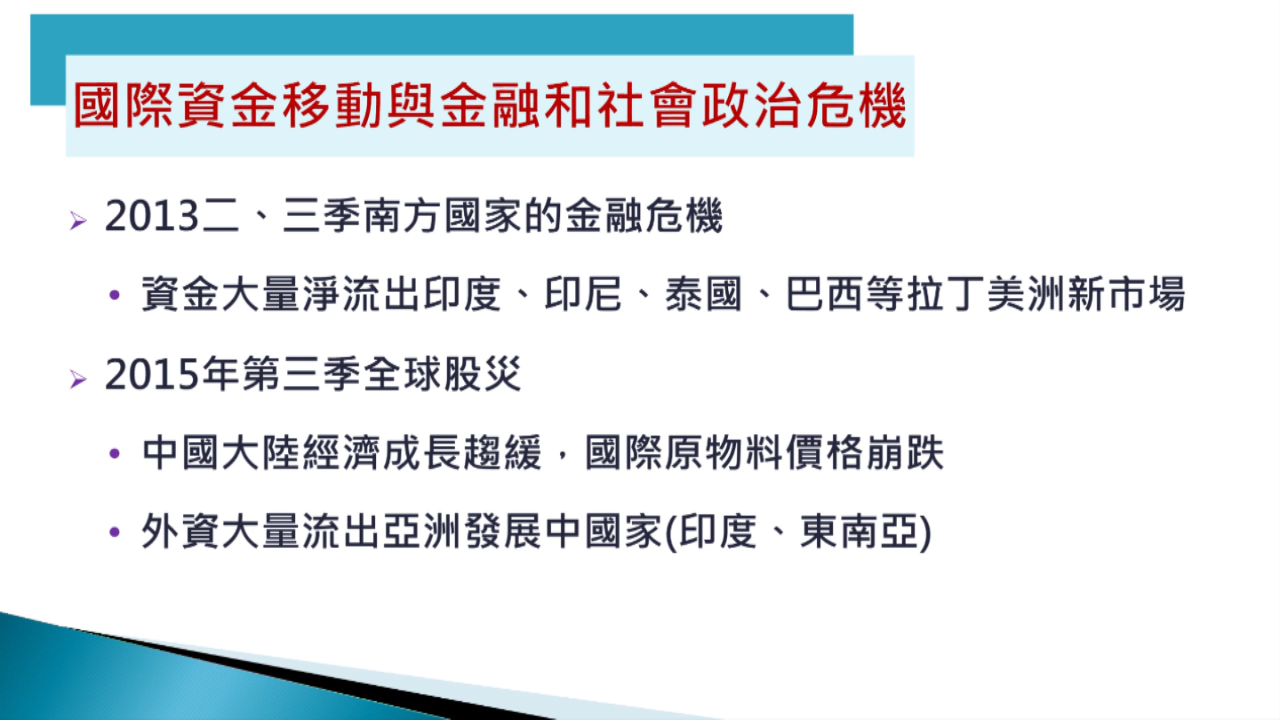 國際資金移動與金融和社會政治危機
2013二、三季南方國家的金融危機
資金大量淨流出印度、印尼、泰國、巴西等拉丁美洲新市場
2015年第三季全球股災
中國大陸經濟成長趨緩，國際原物料價格崩跌
外資大量流出亞洲發展中國家(印度、東南亞)